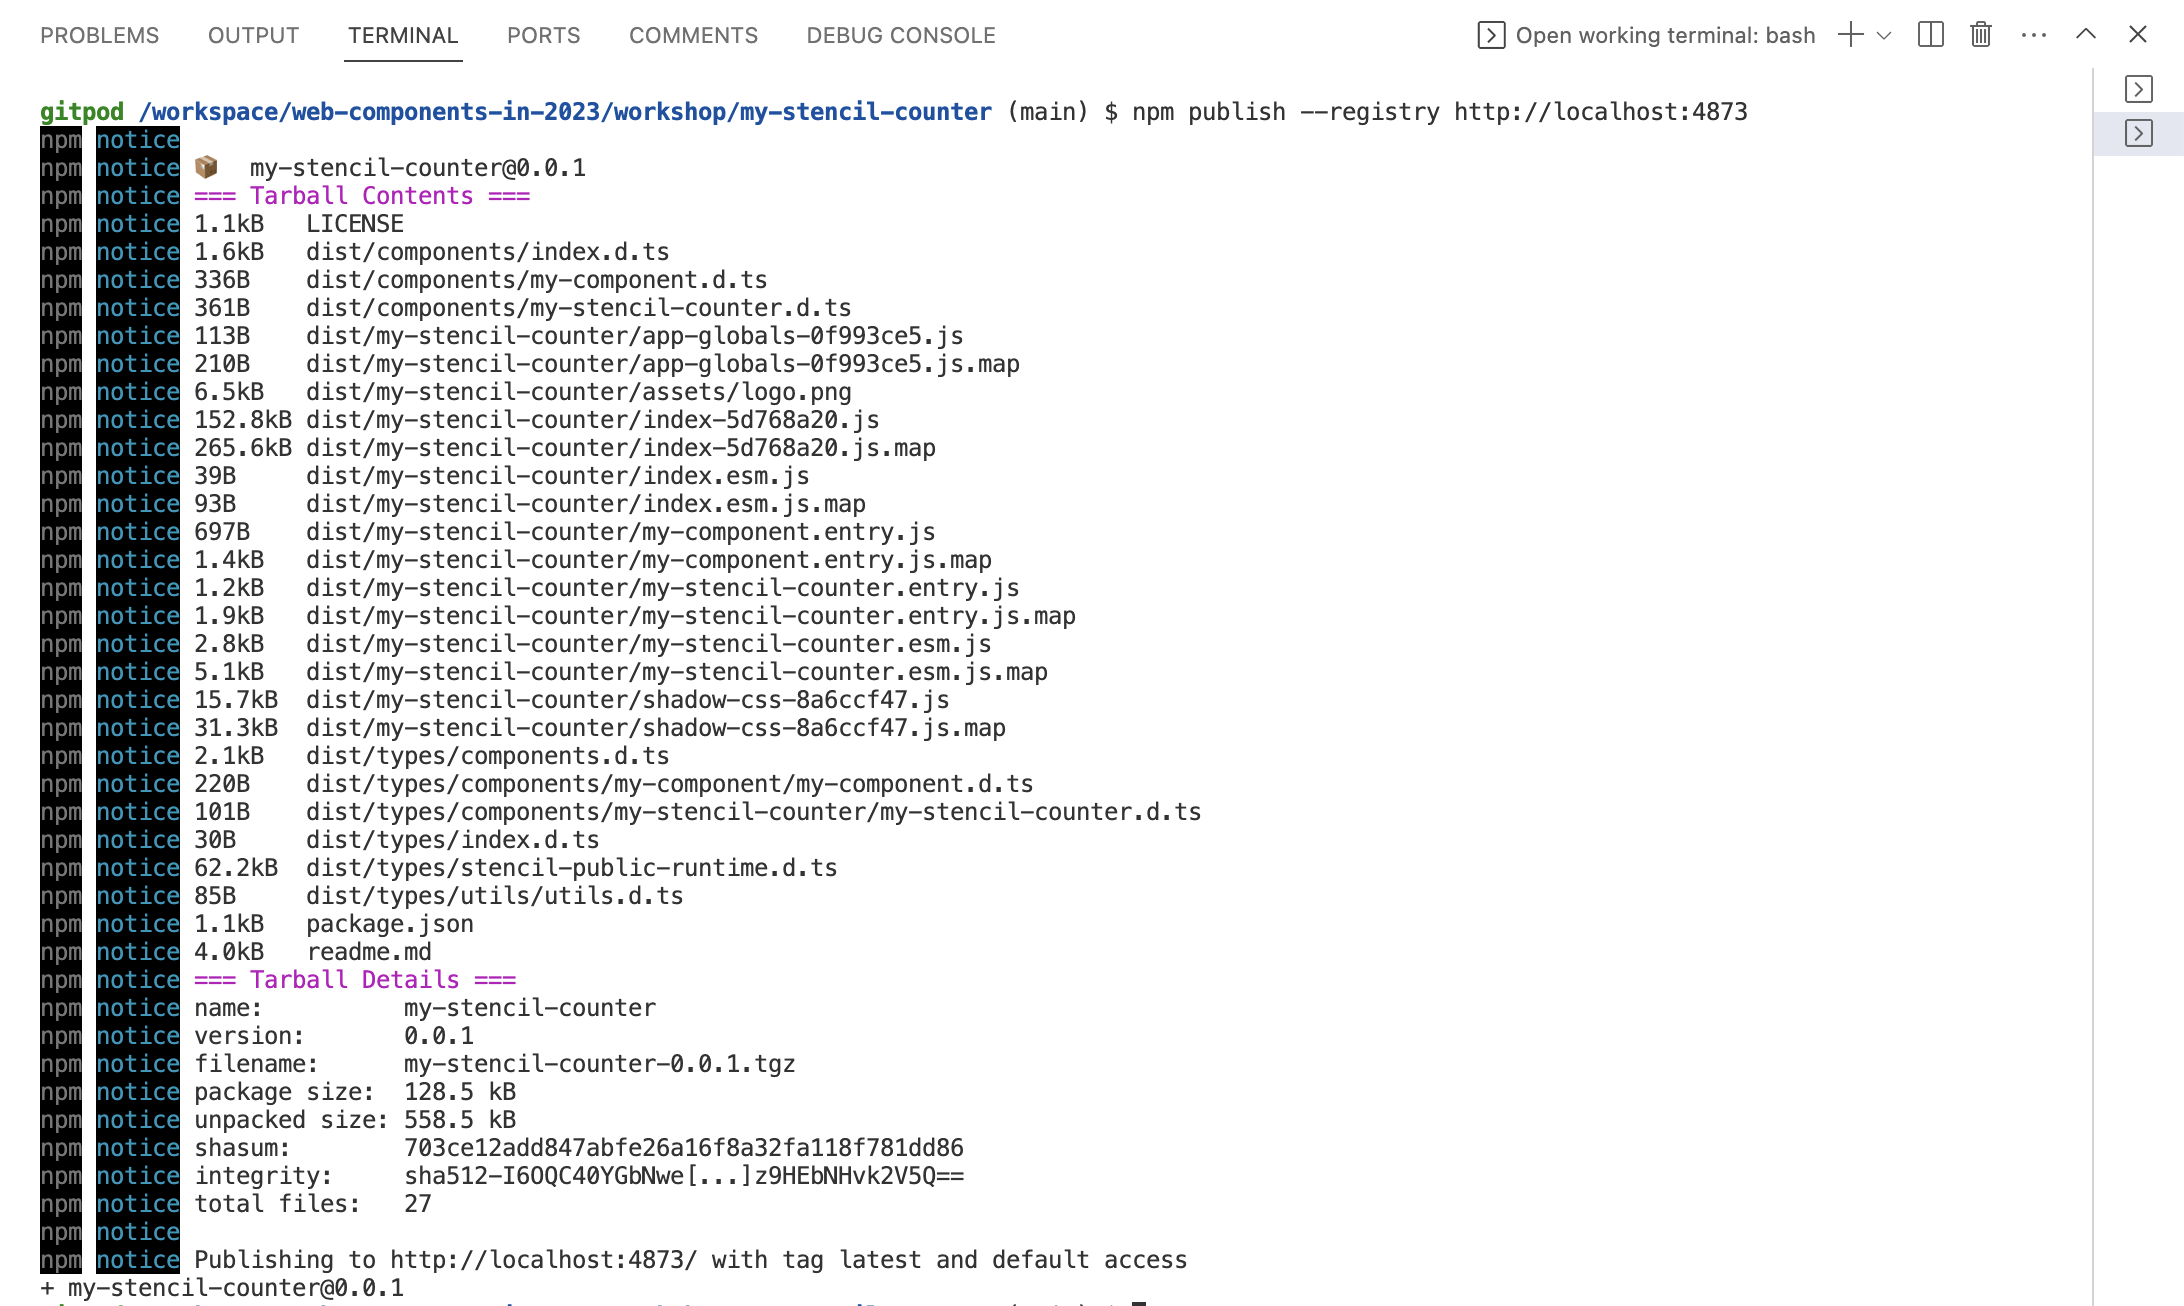 PROBLEMS OUTPUT TERMINAL PORTS COMMENTS DEBUG CONSOLE Open working terminal: bash
gitpod /workspace/web-components-in-2023/workshop/my-stencil-counter (main) $ npm publish --registry http://localhost:4873
npm notice
npm notice 📦 my-stencil-counter@0.0.1
npm notice === Tarball Contents ===
npm notice 1.1kB LICENSE
npm notice 1.6kB dist/components/index.d.ts
npm notice 336B dist/components/my-component.d.ts
npm notice 361B dist/components/my-stencil-counter.d.ts
npm notice 113B dist/my-stencil-counter/app-globals-0f993ce5.js
npm notice 210B dist/my-stencil-counter/app-globals-0f993ce5.js.map
npm notice 6.5kB dist/my-stencil-counter/assets/logo.png
npm notice 152.8kB dist/my-stencil-counter/index-5d768a20.js
npm notice 265.6kB dist/my-stencil-counter/index-5d768a20.js.map
npm notice 39B dist/my-stencil-counter/index.esm.js
npm notice 93B dist/my-stencil-counter/index.esm.js.map
npm notice 697B dist/my-stencil-counter/my-component.entry.js
npm notice 1.4kB dist/my-stencil-counter/my-component.entry.js.map
npm notice 1.2kB dist/my-stencil-counter/my-stencil-counter.entry.js
npm notice 1.9kB dist/my-stencil-counter/my-stencil-counter.entry.js.map
npm notice 2.8kB dist/my-stencil-counter/my-stencil-counter.esm.js
npm notice 5.1kB dist/my-stencil-counter/my-stencil-counter.esm.js.map
npm notice 15.7kB dist/my-stencil-counter/shadow-css-8a6ccf47.js
npm notice 31.3kB dist/my-stencil-counter/shadow-css-8a6ccf47.js.map
npm notice 2.1kB dist/types/components.d.ts
npm notice 220B dist/types/components/my-component/my-component.d.ts
npm notice 101B dist/types/components/my-stencil-counter/my-stencil-counter.d.ts
npm notice 30B dist/types/index.d.ts
npm notice 62.2kB dist/types/stencil-public-runtime.d.ts
npm notice 85B dist/types/utils/utils.d.ts
npm notice 1.1kB package.json
npm notice 4.0kB readme.md
npm notice === Tarball Details ===
npm notice name: my-stencil-counter
npm notice version: 0.0.1
npm notice filename: my-stencil-counter-0.0.1.tgz
npm notice package size: 128.5 kB
npm notice unpacked size: 558.5 kB
npm notice shasum: 703ce12add847abfe26a16f8a32fa118f781dd86
npm notice integrity: sha512-I6OQC40YGbNwe[...]z9HEbNHvk2V5Q==
npm notice total files: 27
npm notice
npm notice Publishing to http://localhost:4873/ with tag latest and default access
+ my-stencil-counter@0.0.1